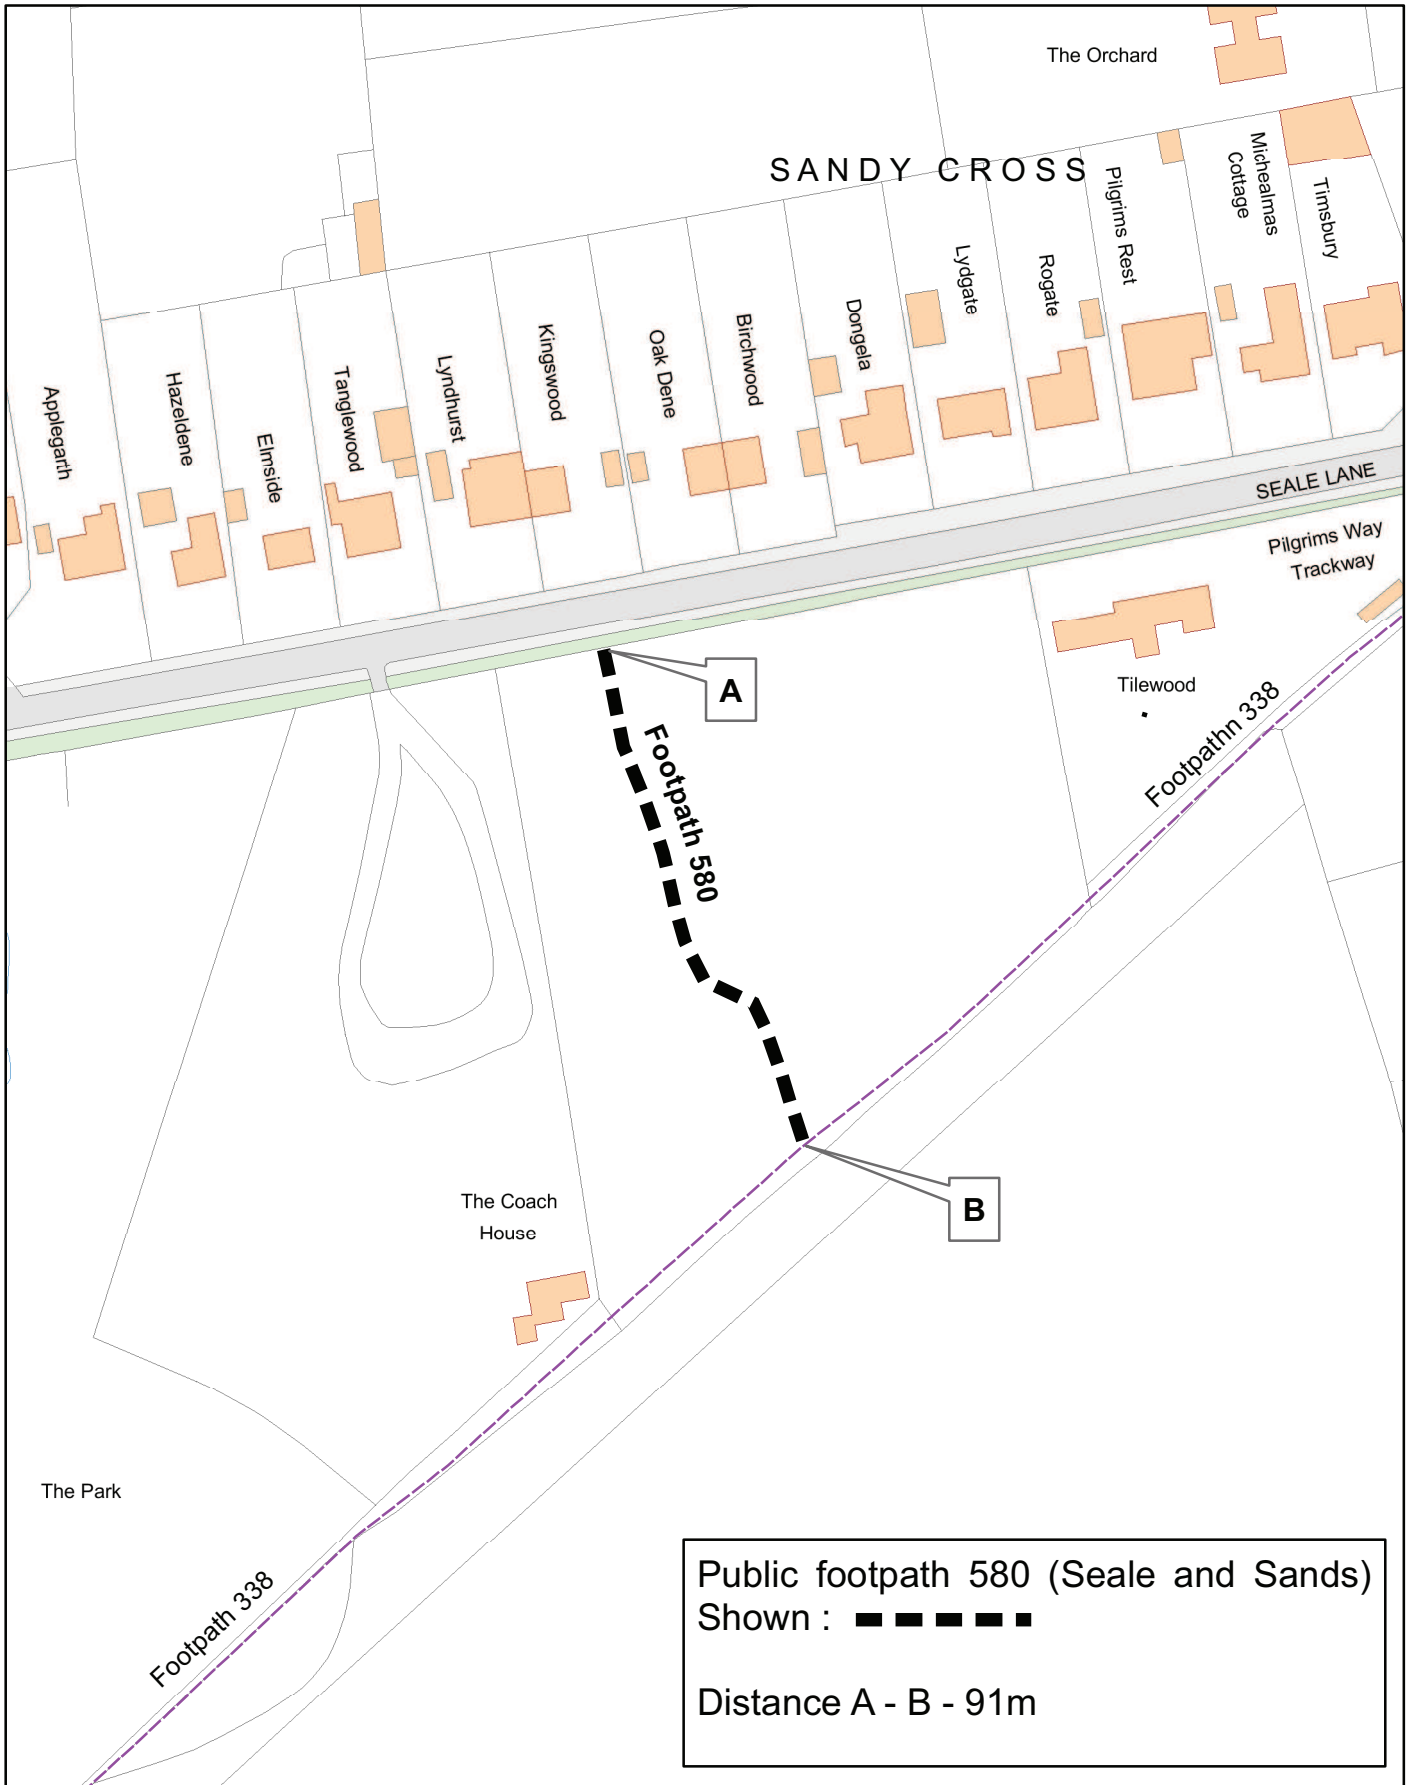 The Orchard
SANDY CROSS
Michealmas
Cottage
Timsbury
Pilgrims Rest
Rogate
Lydgate
Dongela
Birchwood
Oak Dene
Kingswood
Lyndhurst
Tanglewood
Elmside
Hazeldene
Applegarth
SEALE LANE
Pilgrims Way
Trackway
Tilewood
A
Footpath 580
Footpathn 338
B
The Coach
House
The Park
Footpath 338
Public footpath 580 (Seale and Sands)
Shown :
Distance A - B - 91m